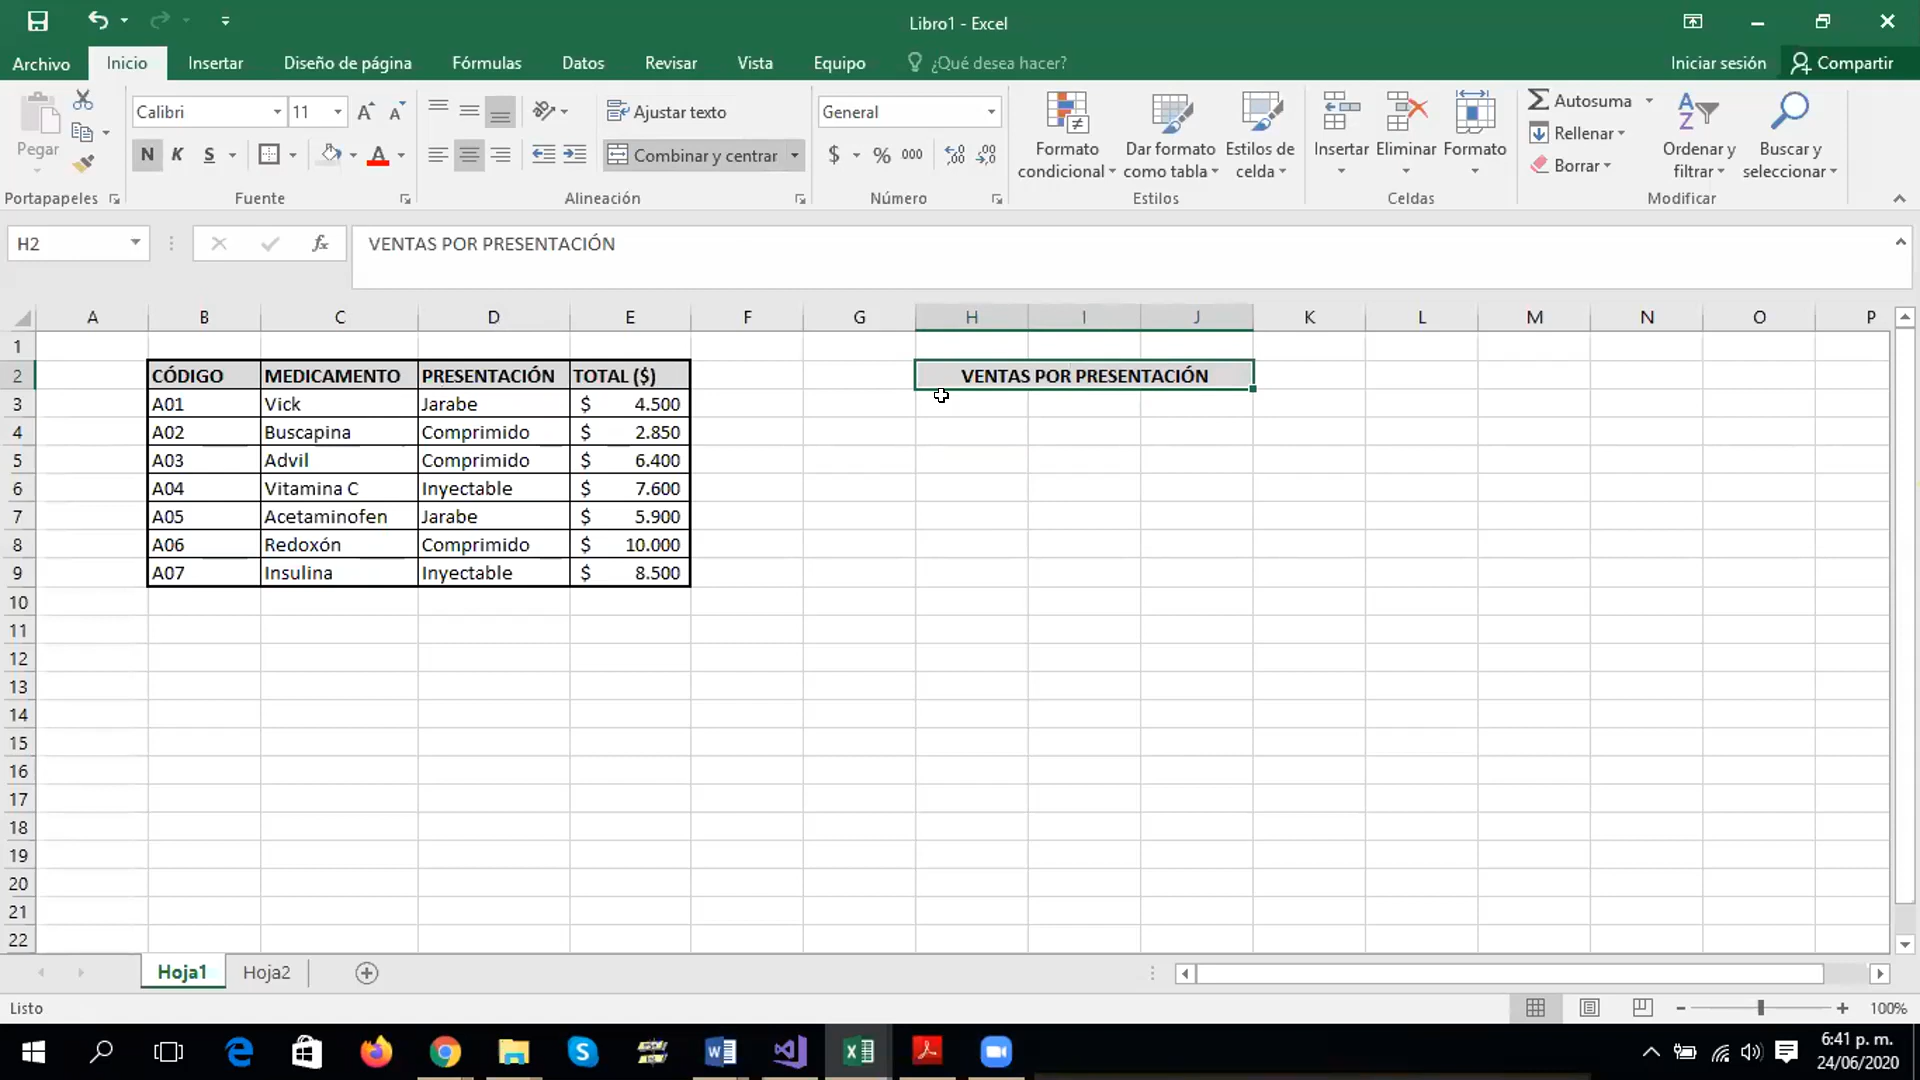 Libro1 - Excel
Archivo Inicio Insertar Diseño de página Fórmulas Datos Revisar Vista Equipo ¿Qué desea hacer? Iniciar sesión Compartir
Pegar
Calibri 11
N K S
Ajustar texto
Combinar y centrar
General
$ % 000
Formato condicional
Dar formato como tabla
Estilos de celda
Insertar Eliminar Formato
Autosuma
Rellenar
Borrar
Ordenar y filtrar
Buscar y seleccionar
Portapapeles Fuente Alineación Número Estilos Celdas Modificar
H2 fx VENTAS POR PRESENTACIÓN
A B C D E F G H I J K L M N O P
1
2 CÓDIGO MEDICAMENTO PRESENTACIÓN TOTAL ($) VENTAS POR PRESENTACIÓN
3 A01 Vick Jarabe $ 4.500
4 A02 Buscapina Comprimido $ 2.850
5 A03 Advil Comprimido $ 6.400
6 A04 Vitamina C Inyectable $ 7.600
7 A05 Acetaminofen Jarabe $ 5.900
8 A06 Redoxón Comprimido $ 10.000
9 A07 Insulina Inyectable $ 8.500
10
11
12
13
14
15
16
17
18
19
20
21
22
Hoja1 Hoja2
Listo 100%
6:41 p. m.
24/06/2020